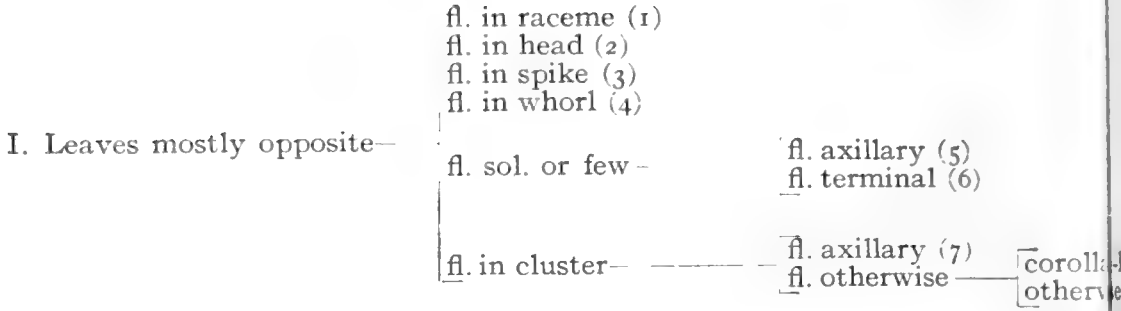 fl. in raceme (1)
fl. in head (2)
fl. in spike (3)
fl. in whorl (4)
I. Leaves mostly opposite—
fl. sol. or few –
fl. axillary (5)
fl. terminal (6)
fl. in cluster—
fl. axillary (7)
fl. otherwise